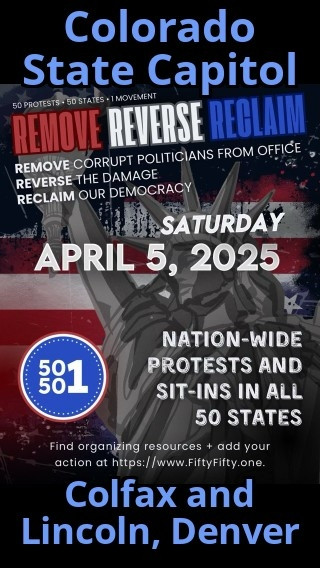 Colorado
State Capitol
50 PROTESTS • 50 STATES • 1 MOVEMENT
REMOVE REVERSE RECLAIM
REMOVE CORRUPT POLITICIANS FROM OFFICE
REVERSE THE DAMAGE
RECLAIM OUR DEMOCRACY
SATURDAY
APRIL 5, 2025
NATION-WIDE
PROTESTS AND
SIT-INS IN ALL
50 STATES
50
50
1
Find organizing resources + add your
action at https://www.FiftyFifty.one.
Colfax and
Lincoln, Denver